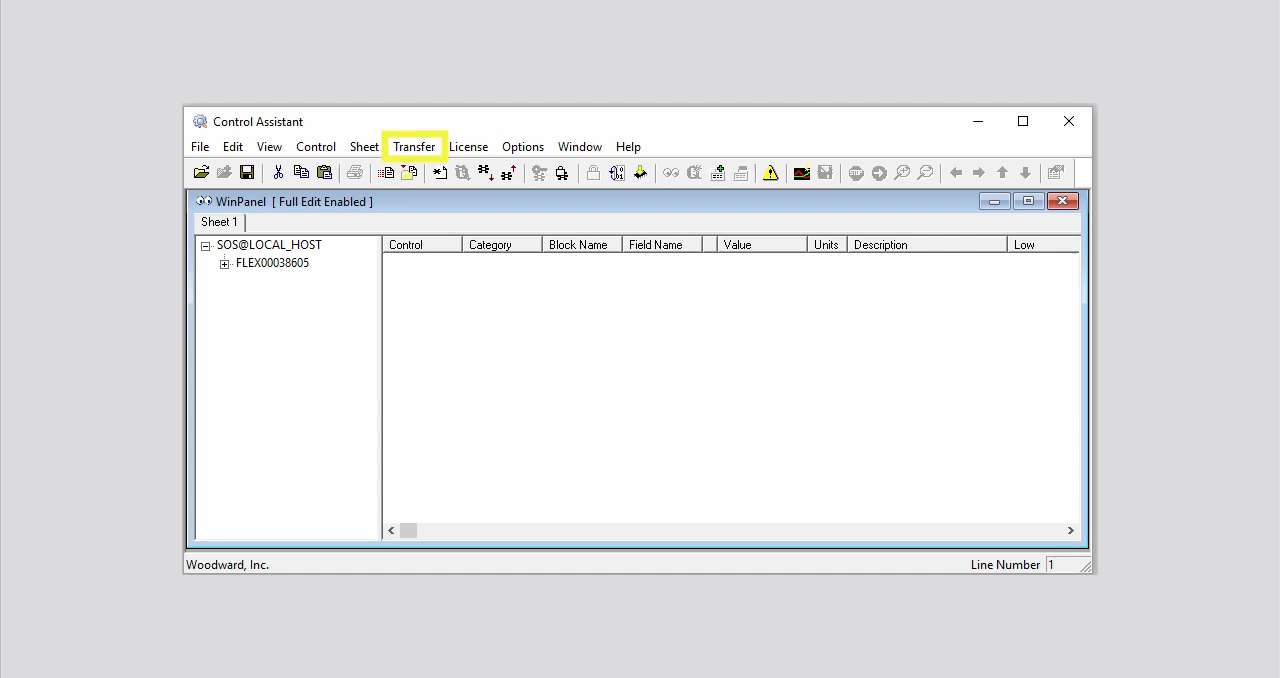 Control Assistant
File Edit View Control Sheet Transfer License Options Window Help
WinPanel [ Full Edit Enabled ]
Sheet 1
SOS@LOCAL_HOST
FLEX00038605
Control Category Block Name Field Name Value Units Description Low
Woodward, Inc. Line Number 1